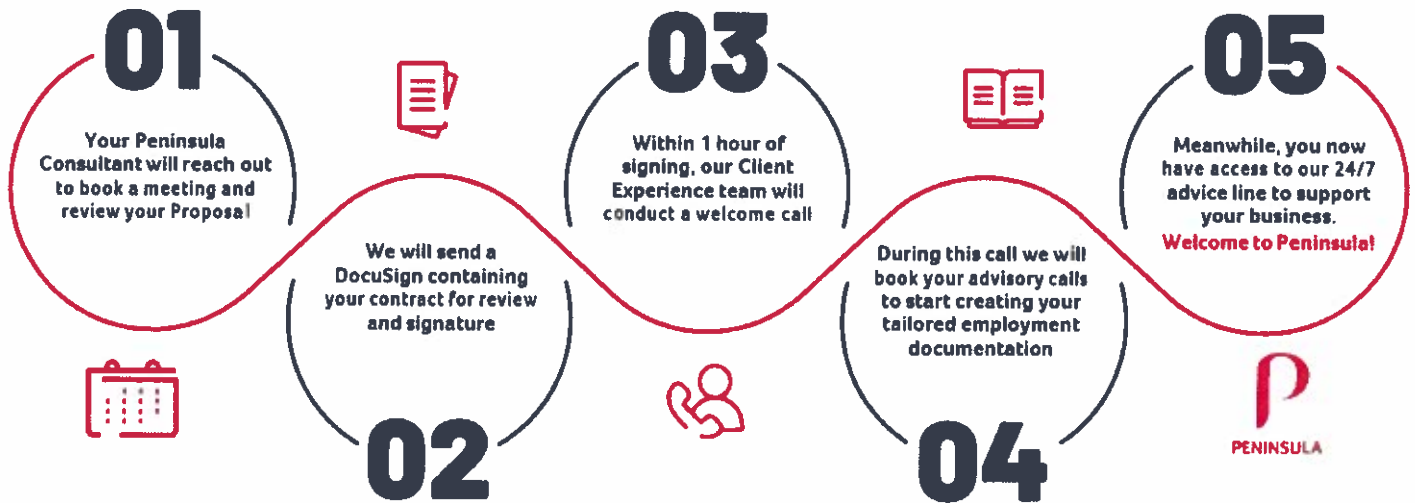 01
Your Peninsula
Consultant will reach out
to book a meeting and
review your Proposal
We will send a
DocuSign containing
your contract for review
and signature
02
03
Within 1 hour of
signing, our Client
Experience team will
conduct a welcome call
During this call we will
book your advisory calls
to start creating your
tailored employment
documentation
04
05
Meanwhile, you now
have access to our 24/7
advice line to support
your business.
Welcome to Peninsula!
PENINSULA